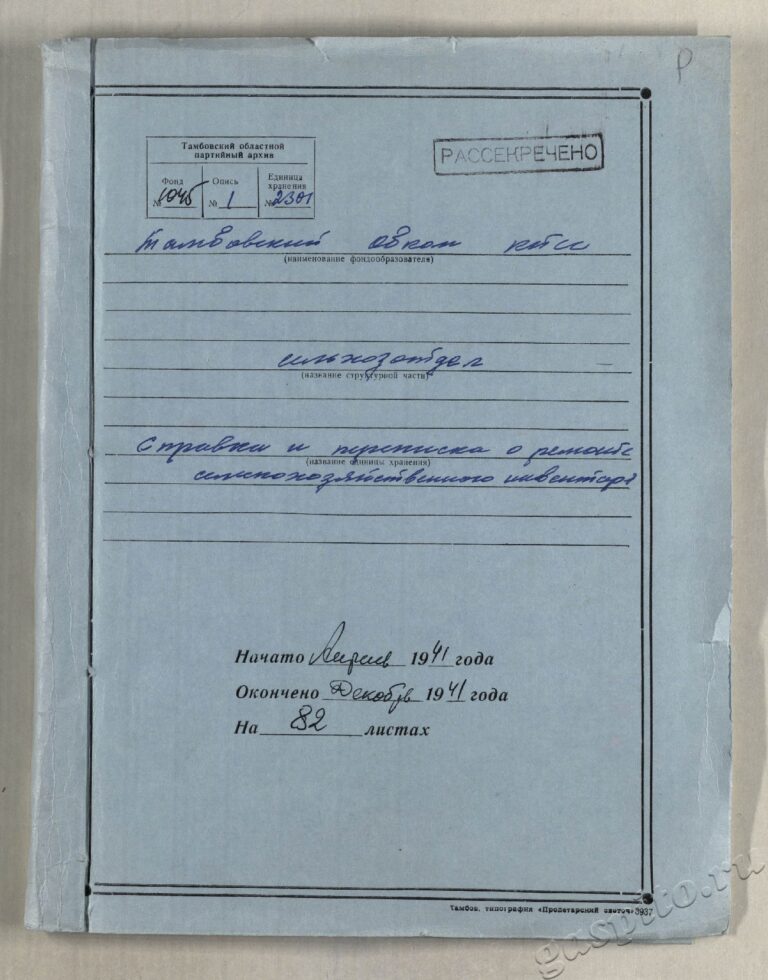 Р
Тамбовский областной
партийный архив
РАССЕКРЕЧЕНО
Фонд Опись Единица
хранения
№ 1045 № 1 № 2301
Тамбовский обком кпсс
(наименование фондообразователя)
сельхозотдел
(название структурной части)
Справки и переписка о ремонте
(название единицы хранения)
сельскохозяйственного инвентаря
Начато Апрель 1941 года
Окончено Декабрь 1941 года
На 82 листах
Тамбов, типография «Пролетарский светоч» 3937
gaspito.ru